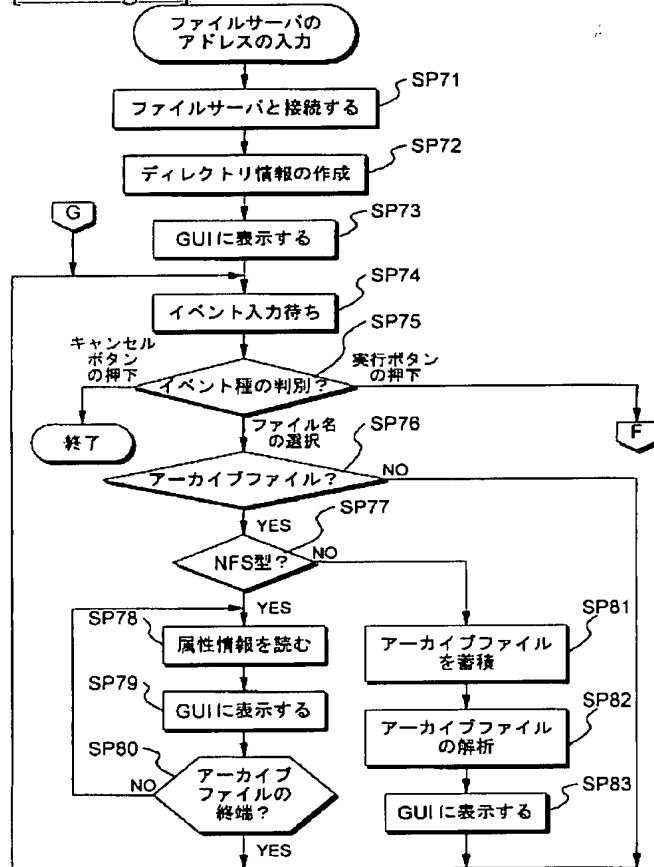 ファイルサーバの
アドレスの入力
SP71
ファイルサーバと接続する
SP72
ディレクトリ情報の作成
G
SP73
GUIに表示する
SP74
イベント入力待ち
SP75
キャンセル
ボタン
の押下
実行ボタン
の押下
イベント種の判別?
終了
ファイル名
の選択
F
SP76
アーカイブファイル?
NO
YES
SP77
NFS型?
NO
YES
SP78
属性情報を読む
SP81
アーカイブファイル
を蓄積
SP79
GUIに表示する
SP82
アーカイブファイル
の解析
SP80
アーカイブ
ファイルの
終端?
NO
SP83
GUIに表示する
YES